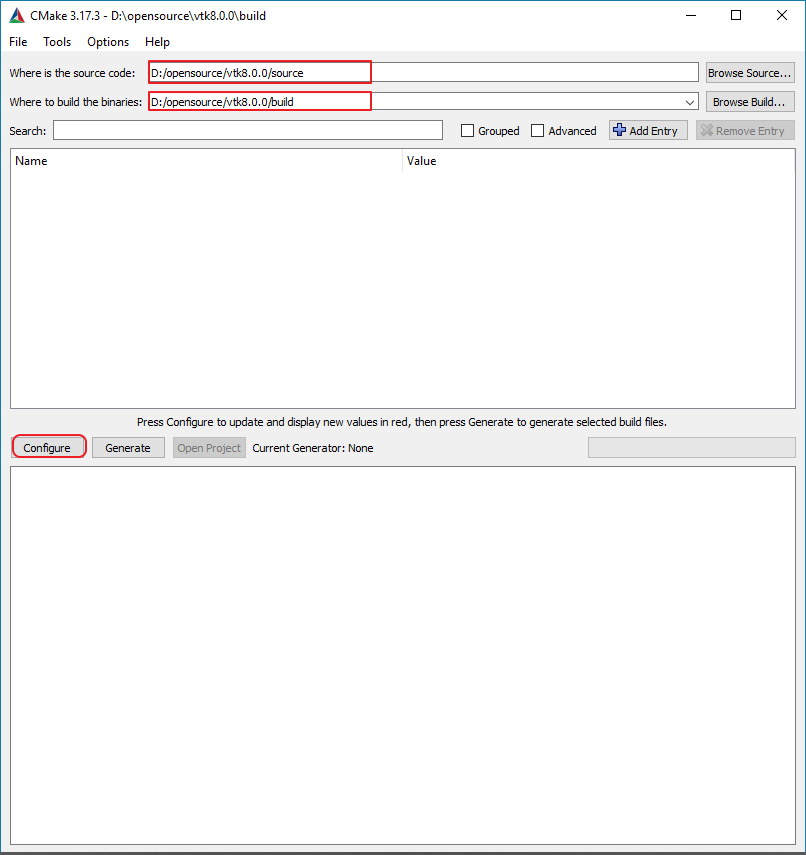 CMake 3.17.3 - D:\opensource\vtk8.0.0\build
File Tools Options Help
Where is the source code: D:/opensource/vtk8.0.0/source Browse Source...
Where to build the binaries: D:/opensource/vtk8.0.0/build Browse Build...
Search: Grouped Advanced Add Entry Remove Entry
Name Value
Press Configure to update and display new values in red, then press Generate to generate selected build files.
Configure Generate Open Project Current Generator: None